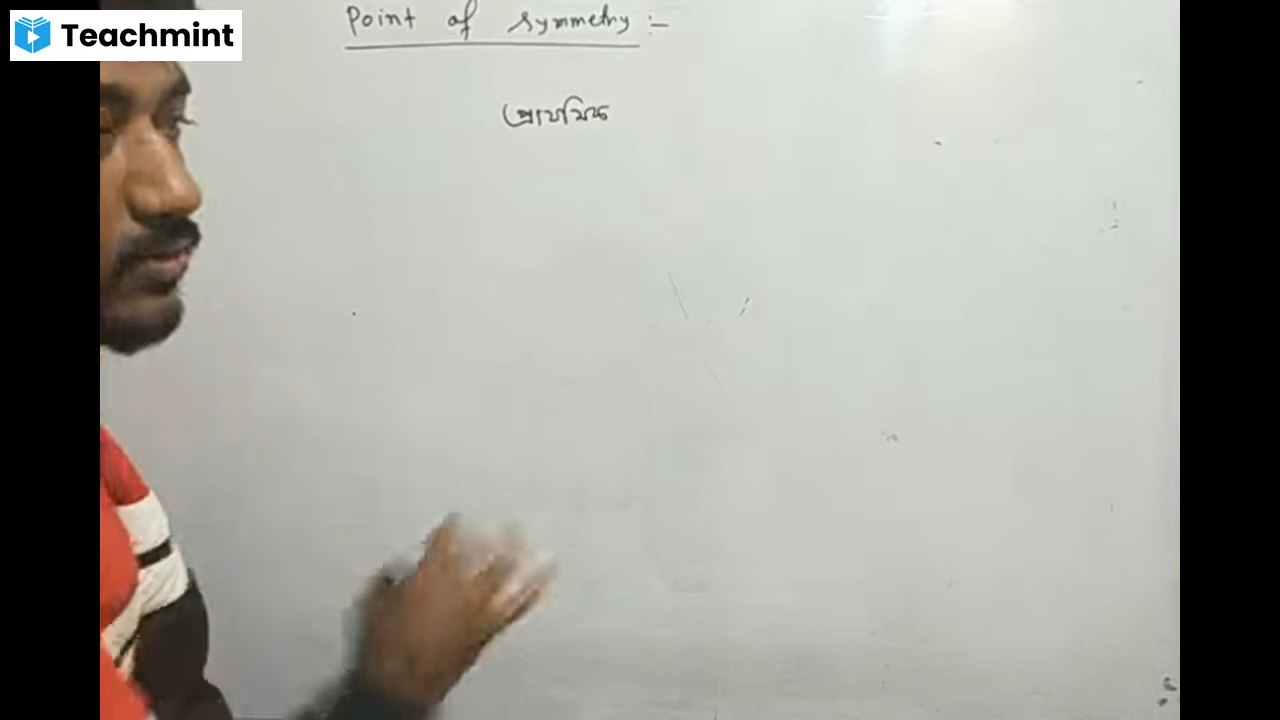 Teachmint
Point of symmetry :-
প্রাথমিক